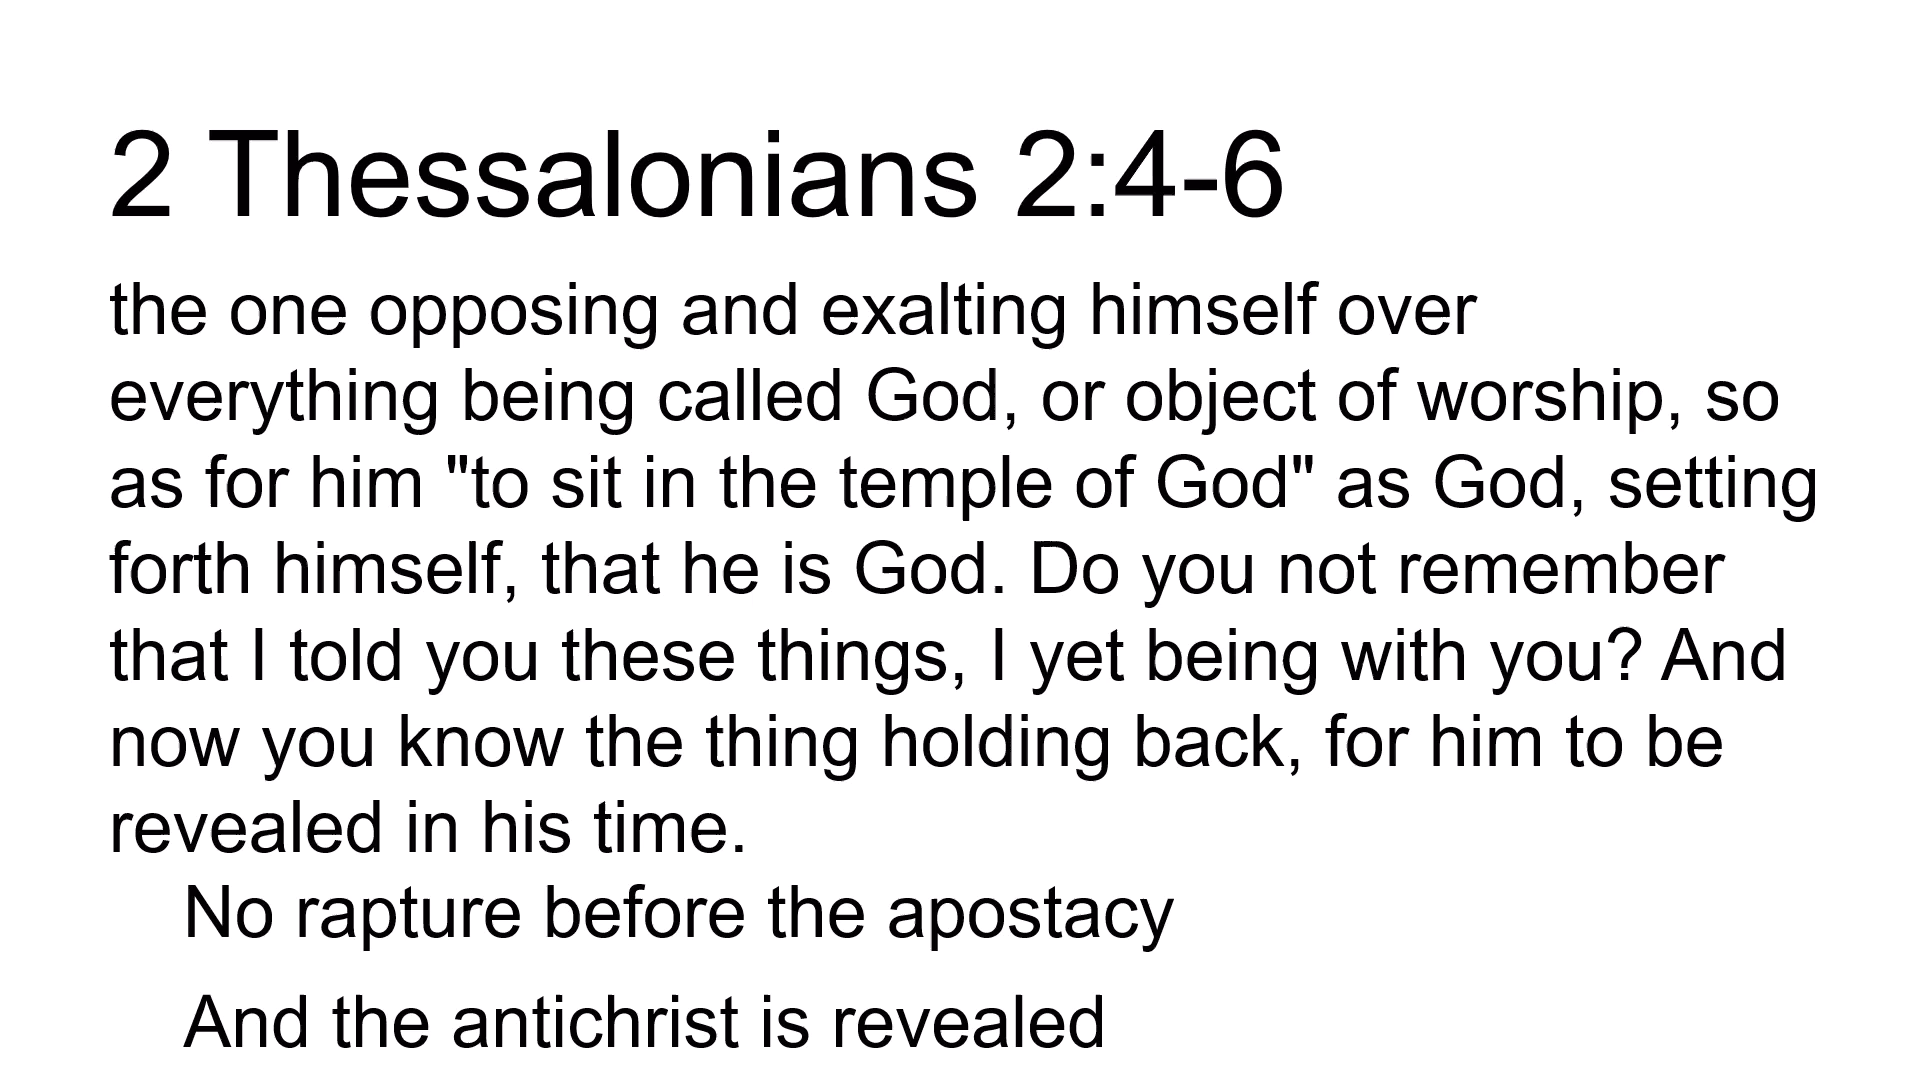 2 Thessalonians 2:4-6
the one opposing and exalting himself over
everything being called God, or object of worship, so
as for him "to sit in the temple of God" as God, setting
forth himself, that he is God. Do you not remember
that I told you these things, I yet being with you? And
now you know the thing holding back, for him to be
revealed in his time.
No rapture before the apostacy
And the antichrist is revealed